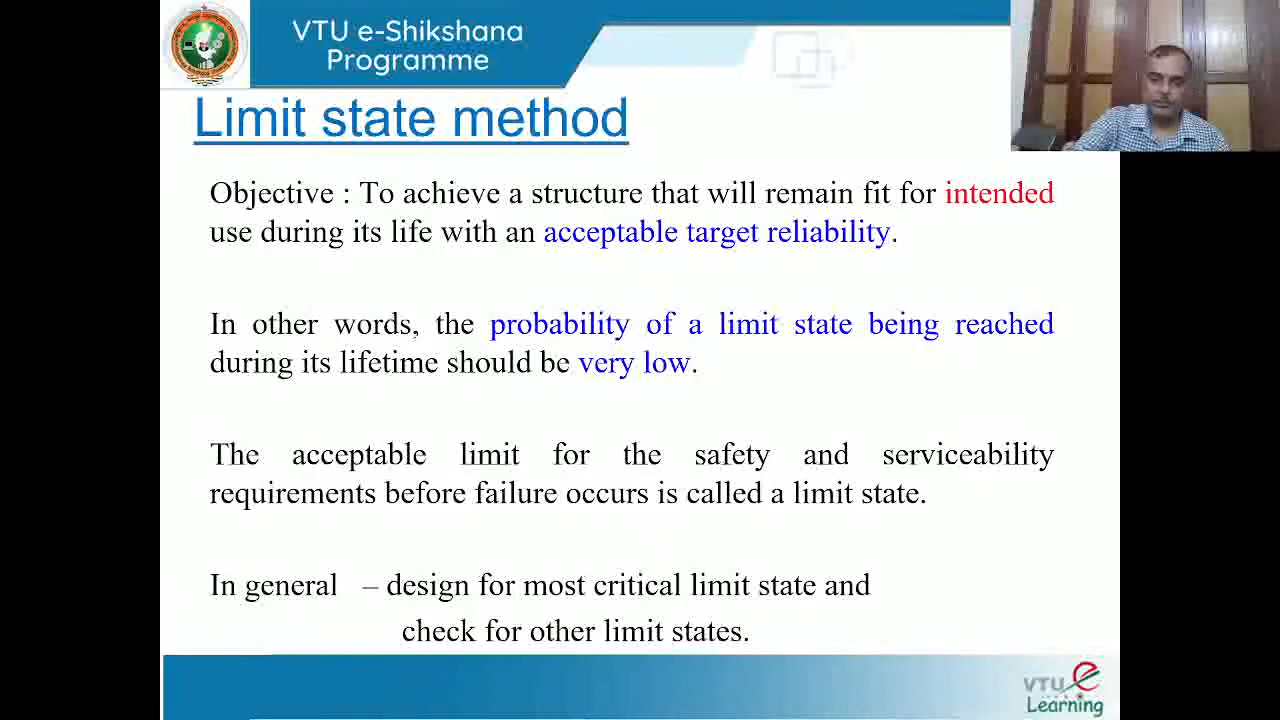 VTU e-Shikshana
Programme
Limit state method
Objective : To achieve a structure that will remain fit for intended
use during its life with an acceptable target reliability.
In other words, the probability of a limit state being reached
during its lifetime should be very low.
The acceptable limit for the safety and serviceability
requirements before failure occurs is called a limit state.
In general – design for most critical limit state and
check for other limit states.
VTU e
Learning